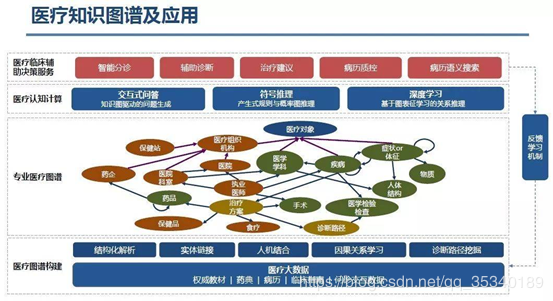 医疗知识图谱及应用
医疗临床辅
助决策服务
智能分诊
辅助诊断
治疗建议
病历质控
病历语义搜索
医疗认知计算
交互式问答
知识图驱动的问题生成
符号推理
产生式规则与概率图推理
深度学习
基于图表征学习的关系推理
反馈
学习
机制
专业医疗图谱
医疗对象
保健站
医疗组织
机构
症状or
体征
医院
医学
学科
疾病
药企
医院
科室
物质
执业
医师
人体
结构
药品
治疗
方案
手术
医学检验
检查
保健品
食疗
诊断路径
医疗图谱构建
结构化解析
实体链接
人机结合
因果关系学习
诊断路径挖掘
医疗大数据
权威教材 | 药典 | 病历 | 临床指南 |
https://blog.csdn.net/qq_35340189